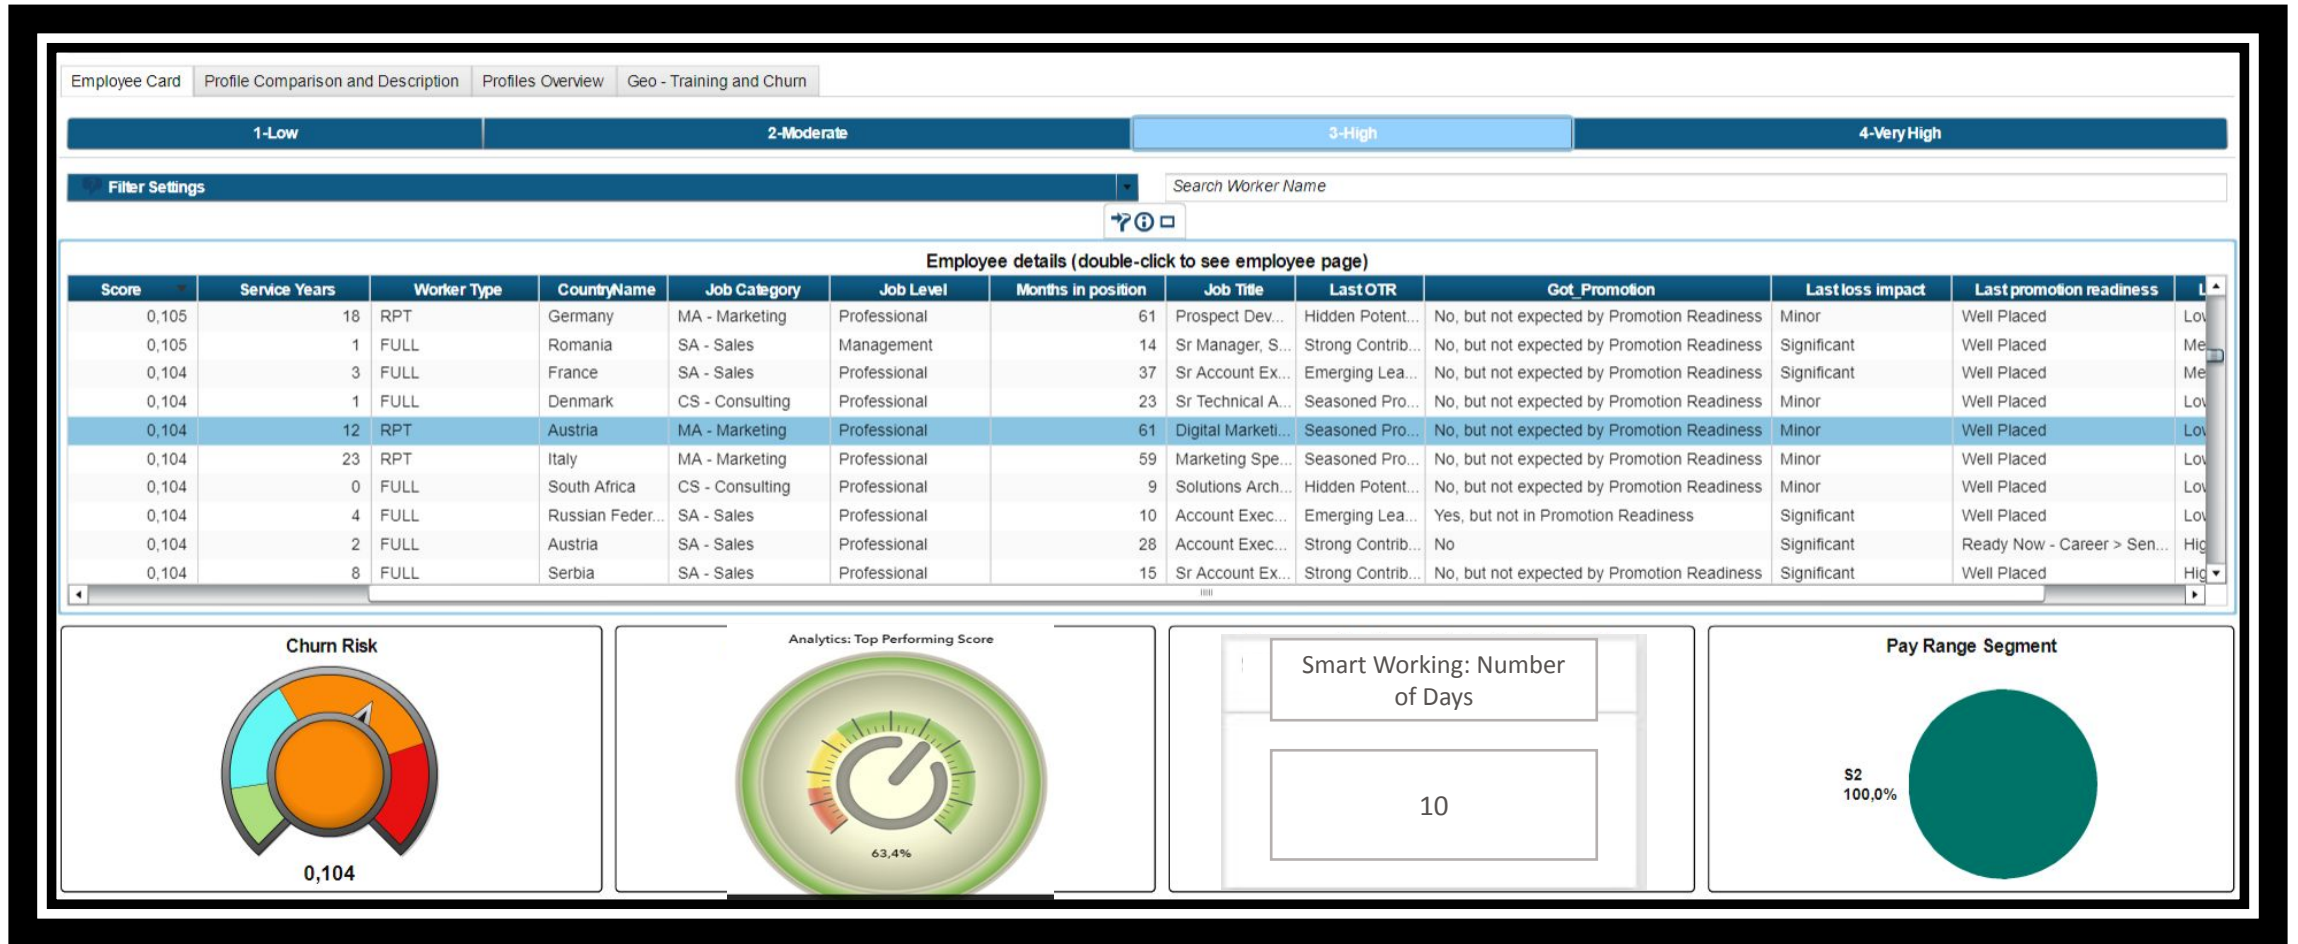 Employee Card Profile Comparison and Description Profiles Overview Geo - Training and Churn
1-Low 2-Moderate 3-High 4-Very High
Filter Settings Search Worker Name
Employee details (double-click to see employee page)
Score Service Years Worker Type CountryName Job Category Job Level Months in position Job Title Last OTR Got_Promotion Last loss impact Last promotion readiness L
0,105 18 RPT Germany MA - Marketing Professional 61 Prospect Dev... Hidden Potent... No, but not expected by Promotion Readiness Minor Well Placed Lov
0,105 1 FULL Romania SA - Sales Management 14 Sr Manager, S... Strong Contrib... No, but not expected by Promotion Readiness Significant Well Placed Me
0,104 3 FULL France SA - Sales Professional 37 Sr Account Ex... Emerging Lea... No, but not expected by Promotion Readiness Significant Well Placed Me
0,104 1 FULL Denmark CS - Consulting Professional 23 Sr Technical A... Seasoned Pro... No, but not expected by Promotion Readiness Minor Well Placed Lov
0,104 12 RPT Austria MA - Marketing Professional 61 Digital Marketi... Seasoned Pro... No, but not expected by Promotion Readiness Minor Well Placed Lov
0,104 23 RPT Italy MA - Marketing Professional 59 Marketing Spe... Seasoned Pro... No, but not expected by Promotion Readiness Minor Well Placed Lov
0,104 0 FULL South Africa CS - Consulting Professional 9 Solutions Arch... Hidden Potent... No, but not expected by Promotion Readiness Minor Well Placed Lov
0,104 4 FULL Russian Feder... SA - Sales Professional 10 Account Exec... Emerging Lea... Yes, but not in Promotion Readiness Significant Well Placed Lov
0,104 2 FULL Austria SA - Sales Professional 28 Account Exec... Strong Contrib... No Significant Ready Now - Career > Sen... Hig
0,104 8 FULL Serbia SA - Sales Professional 15 Sr Account Ex... Strong Contrib... No, but not expected by Promotion Readiness Significant Well Placed Hig
Churn Risk
0,104
Analytics: Top Performing Score
63,4%
Smart Working: Number
of Days
10
Pay Range Segment
S2
100,0%